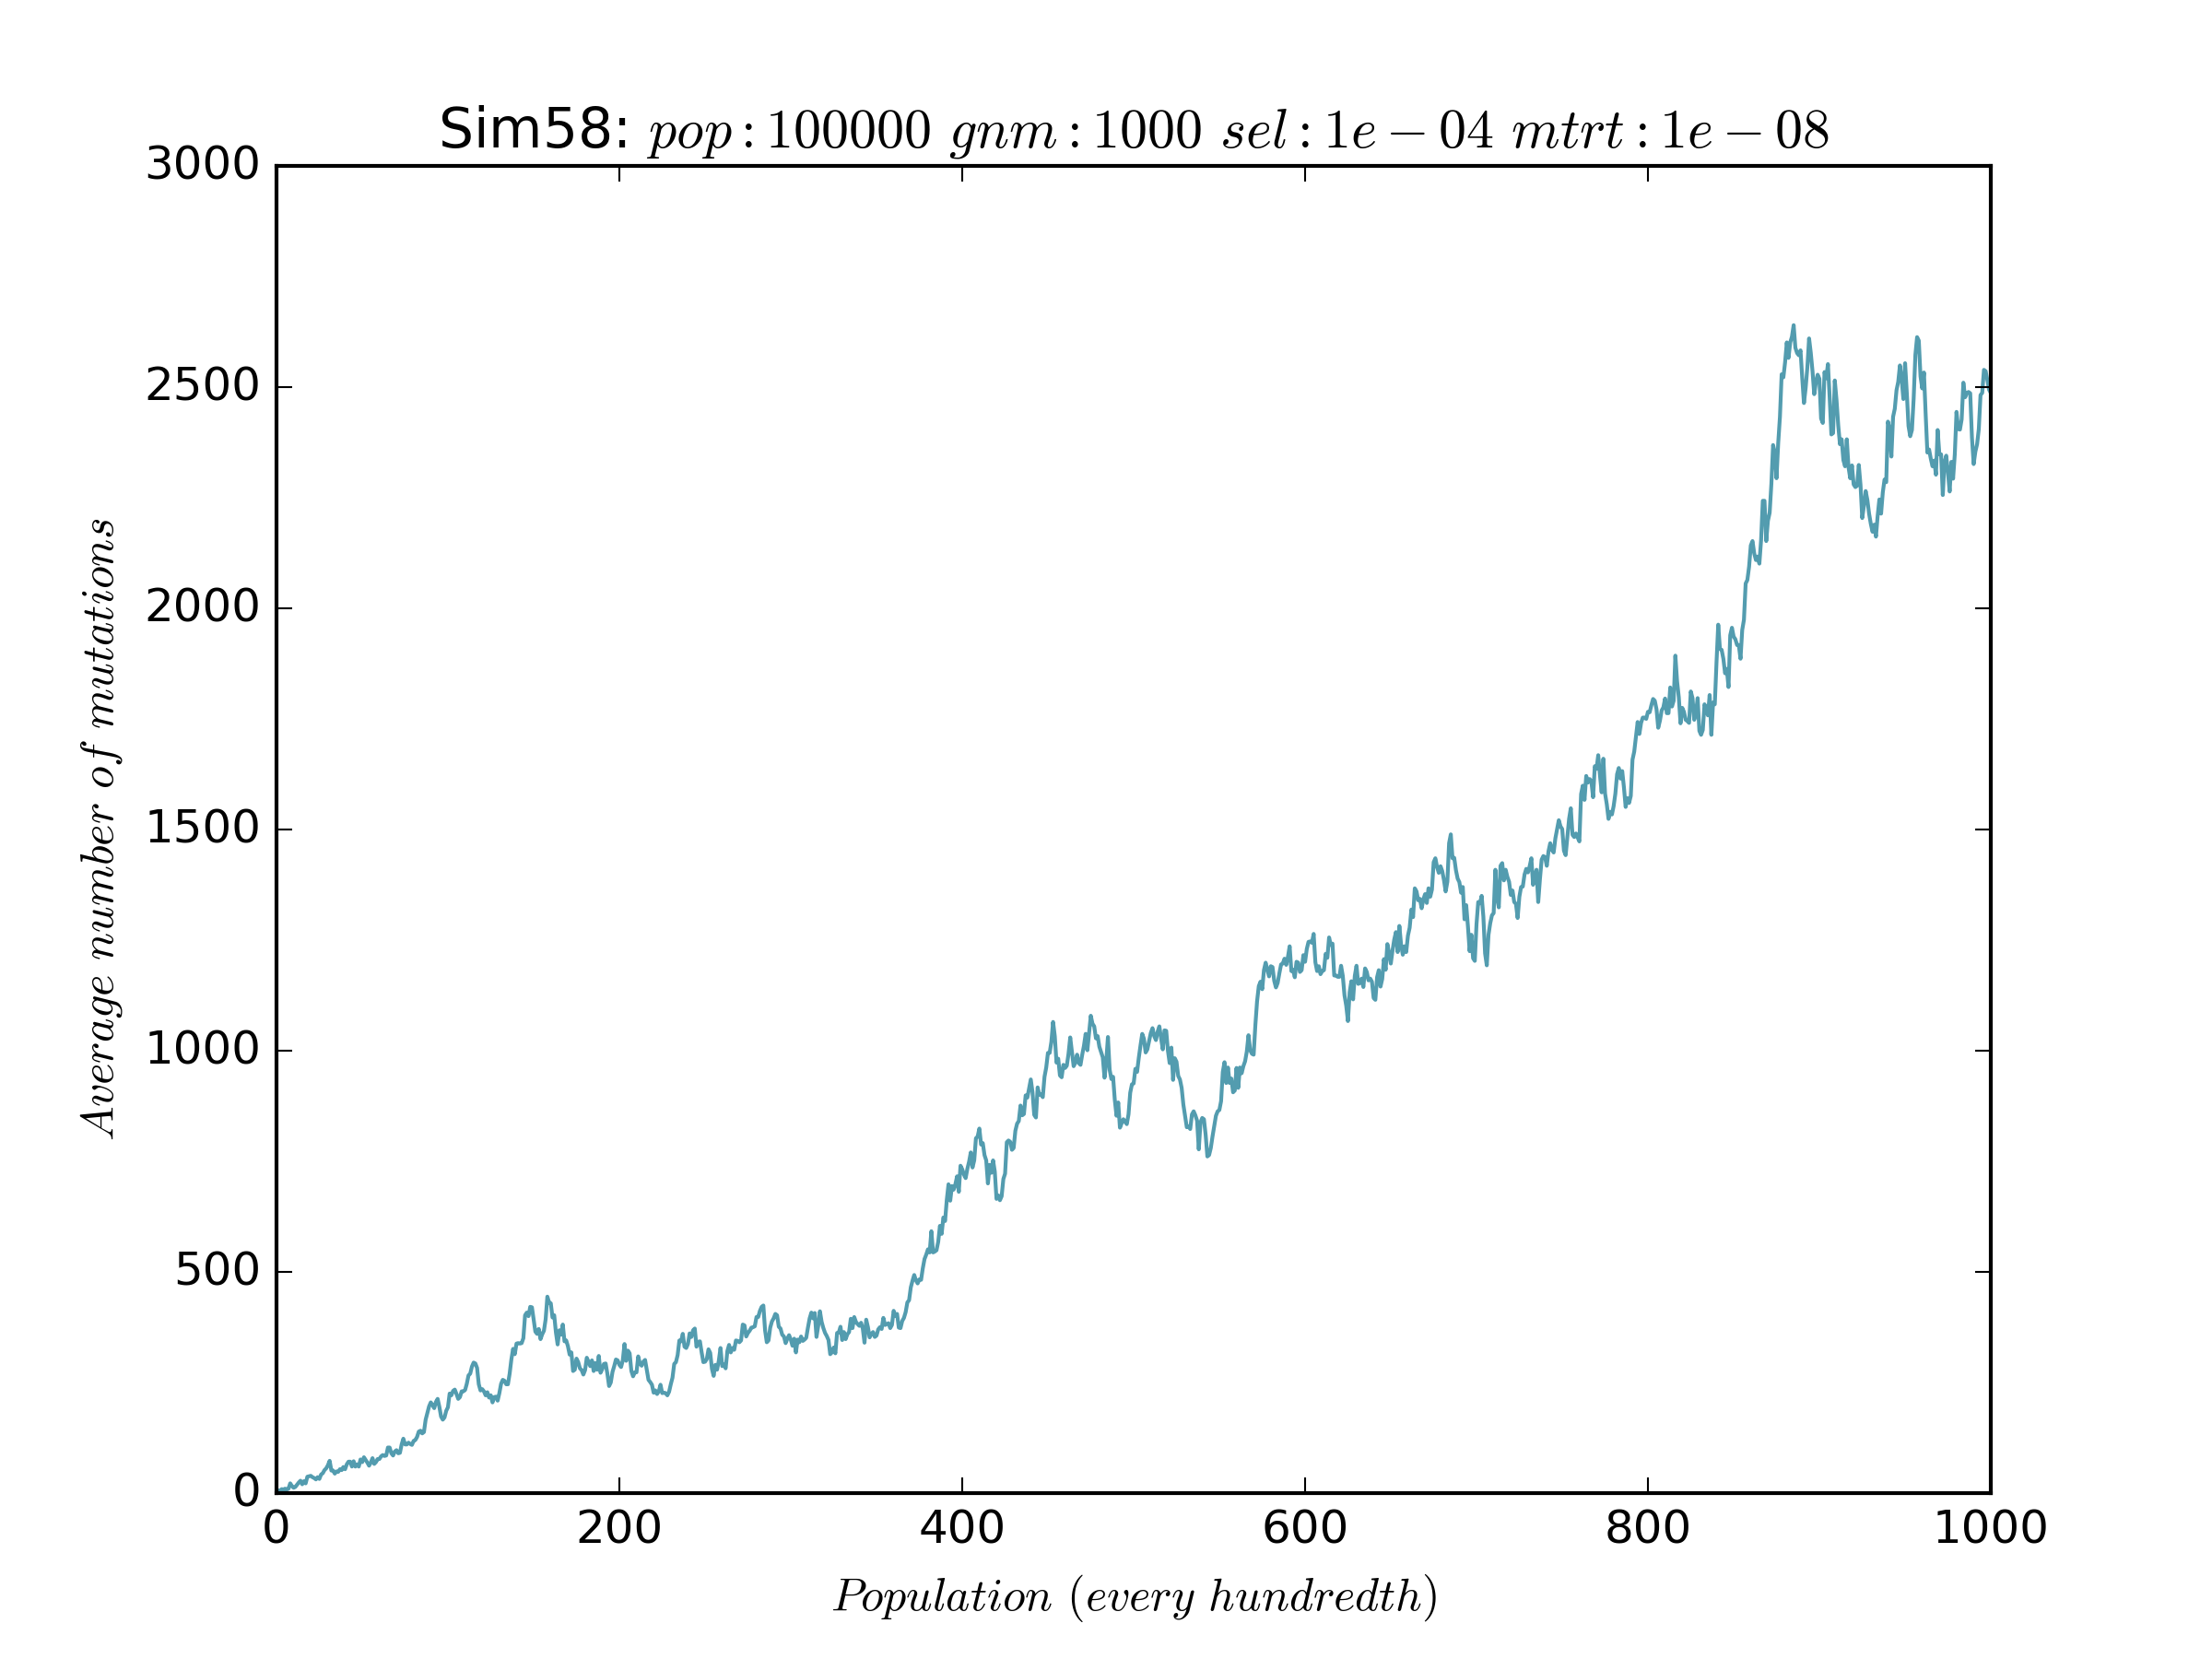 Sim58: pop : 100000 gnm : 1000 sel : 1e − 04 mtrt : 1e − 08
3000
2500
2000
1500
1000
500
0
Average number of mutations
0 200 400 600 800 1000
Population (every hundredth)